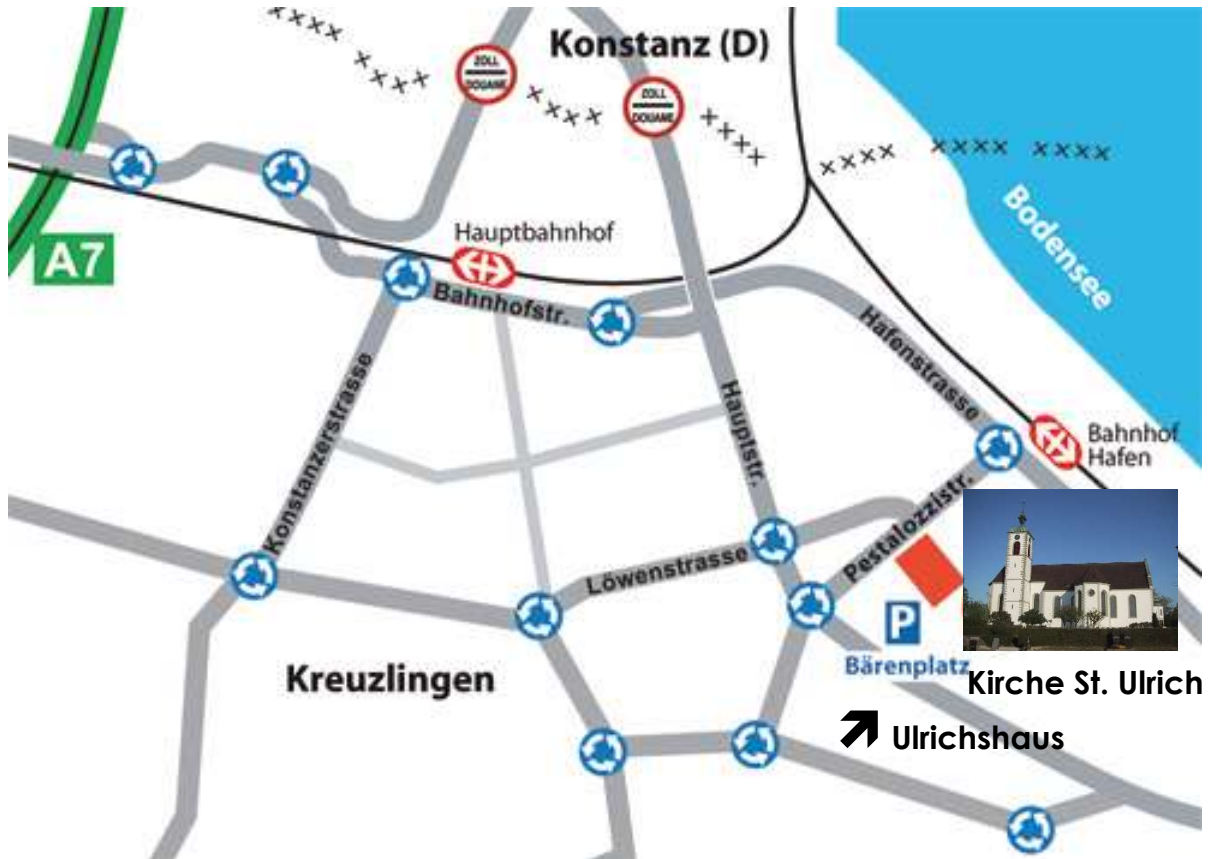 Konstanz (D)
ZOLL
DOUANE
ZOLL
DOUANE
Bodensee
A7
Hauptbahnhof
Bahnhofstr.
Hafenstrasse
Konstanzerstrasse
Hauptstr.
Bahnhof
Hafen
Pestalozzistr.
Löwenstrasse
P
Bärenplatz
Kreuzlingen
Kirche St. Ulrich
Ulrichshaus